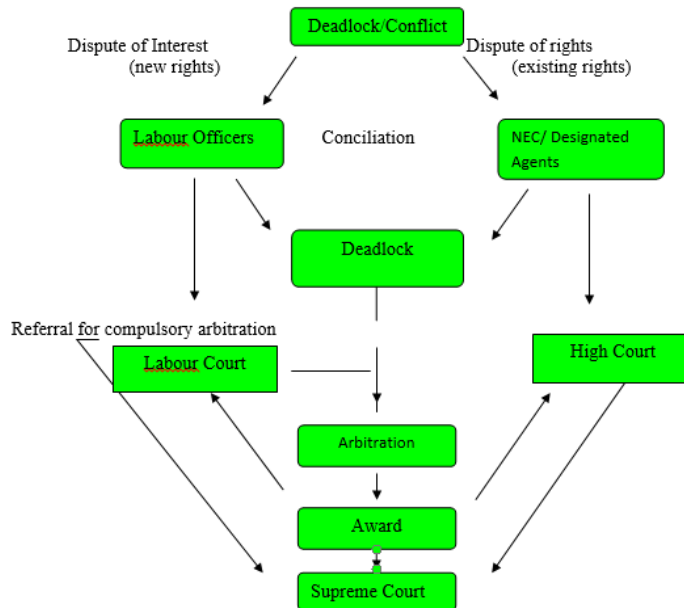 Deadlock/Conflict
Dispute of Interest
(new rights)
Dispute of rights
(existing rights)
Labour Officers
Conciliation
NEC/ Designated
Agents
Deadlock
Referral for compulsory arbitration
Labour Court
High Court
Arbitration
Award
Supreme Court